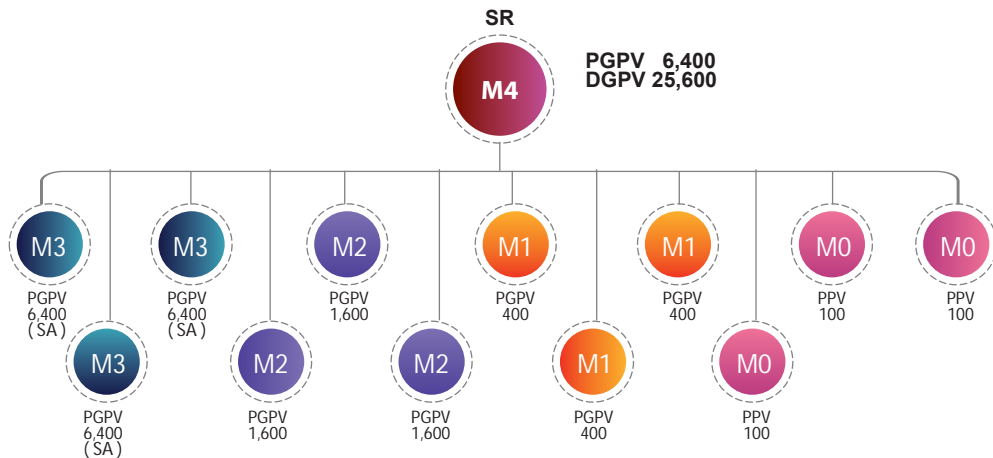 SR
M4
PGPV 6,400
DGPV 25,600
M3
M3
M2
M1
M1
M0
M0
PGPV
6,400
( SA )
PGPV
6,400
( SA )
PGPV
1,600
PGPV
400
PGPV
400
PPV
100
PPV
100
M3
M2
M2
M1
M0
PGPV
6,400
( SA )
PGPV
1,600
PGPV
1,600
PGPV
400
PPV
100